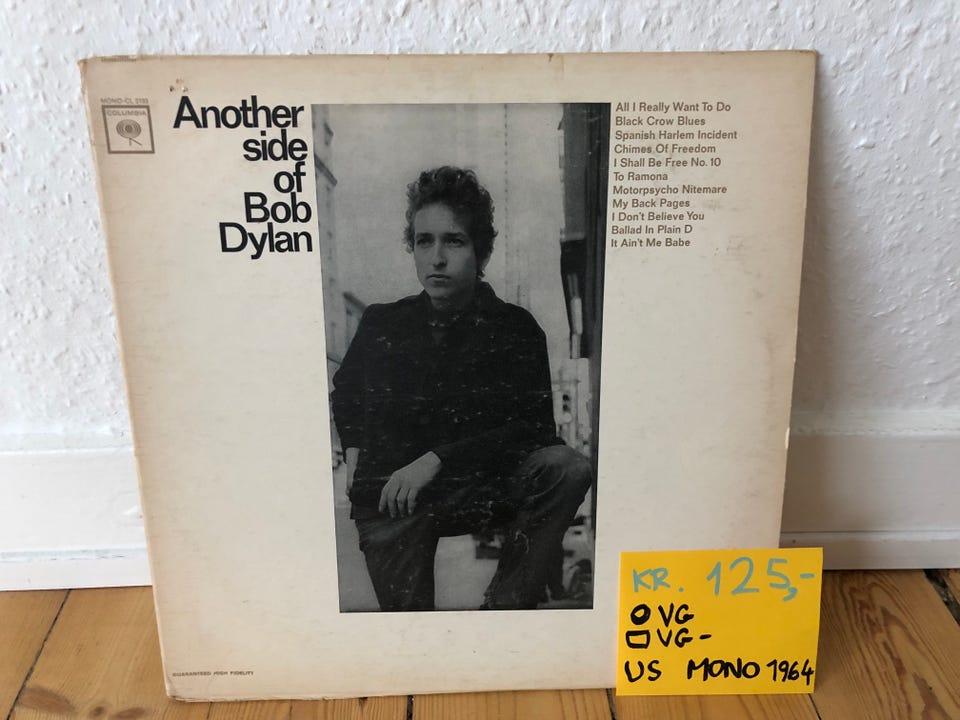 MONO-CL 2193
COLUMBIA
Another
side
of
Bob
Dylan
All I Really Want To Do
Black Crow Blues
Spanish Harlem Incident
Chimes Of Freedom
I Shall Be Free No. 10
To Ramona
Motorpsycho Nitemare
My Back Pages
I Don't Believe You
Ballad In Plain D
It Ain't Me Babe
GUARANTEED HIGH FIDELITY
KR. 125,-
VG
VG-
US MONO 1964